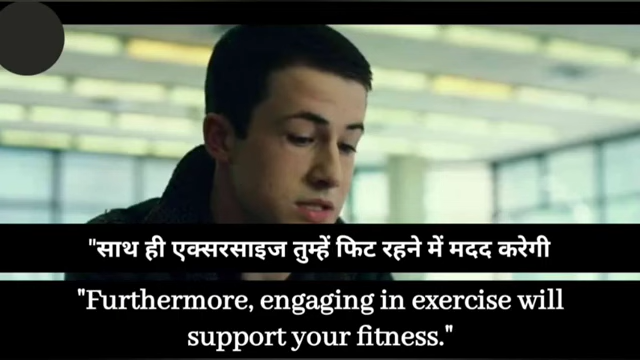 "साथ ही एक्सरसाइज तुम्हें फिट रहने में मदद करेगी
"Furthermore, engaging in exercise will
support your fitness."